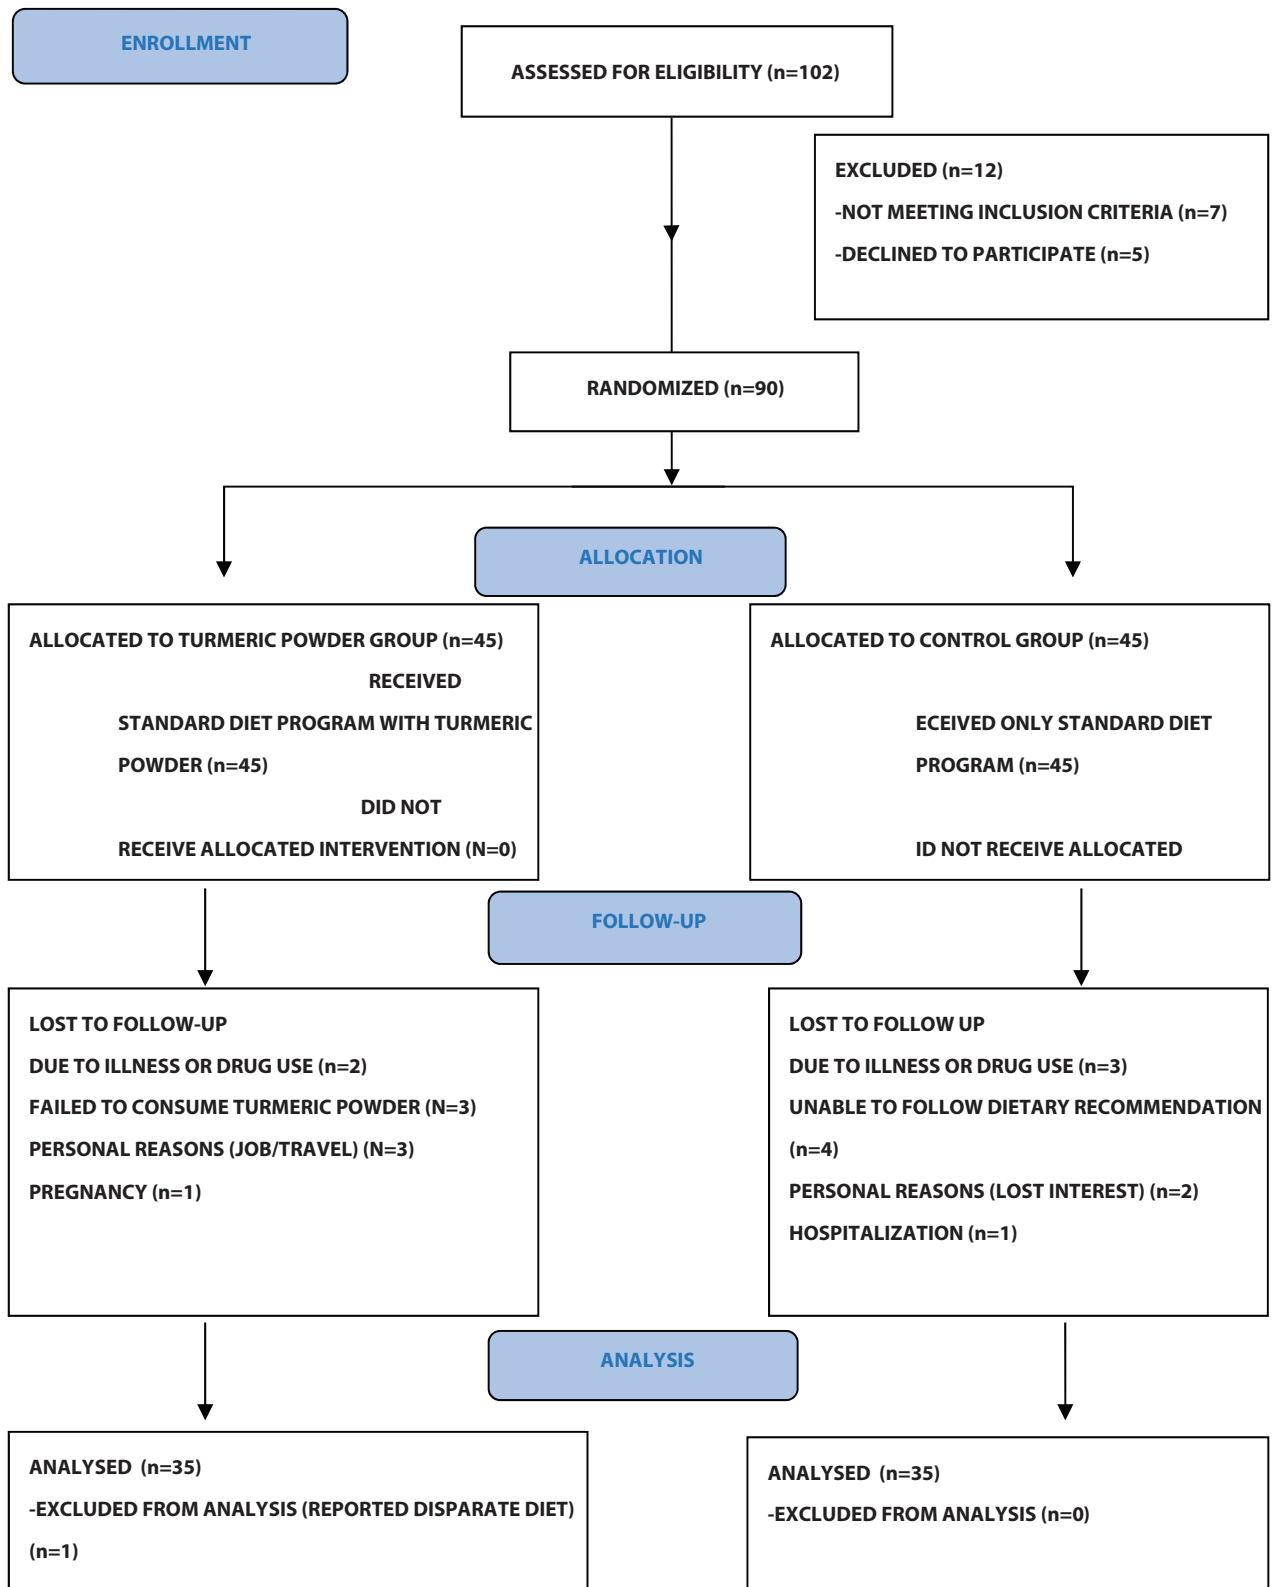 ENROLLMENT
ASSESSED FOR ELIGIBILITY (n=102)
EXCLUDED (n=12)
-NOT MEETING INCLUSION CRITERIA (n=7)
-DECLINED TO PARTICIPATE (n=5)
RANDOMIZED (n=90)
ALLOCATION
ALLOCATED TO TURMERIC POWDER GROUP (n=45)
RECEIVED
STANDARD DIET PROGRAM WITH TURMERIC
POWDER (n=45)
DID NOT
RECEIVE ALLOCATED INTERVENTION (N=0)
ALLOCATED TO CONTROL GROUP (n=45)
ECEIVED ONLY STANDARD DIET
PROGRAM (n=45)
ID NOT RECEIVE ALLOCATED
FOLLOW-UP
LOST TO FOLLOW-UP
DUE TO ILLNESS OR DRUG USE (n=2)
FAILED TO CONSUME TURMERIC POWDER (N=3)
PERSONAL REASONS (JOB/TRAVEL) (N=3)
PREGNANCY (n=1)
LOST TO FOLLOW UP
DUE TO ILLNESS OR DRUG USE (n=3)
UNABLE TO FOLLOW DIETARY RECOMMENDATION
(n=4)
PERSONAL REASONS (LOST INTEREST) (n=2)
HOSPITALIZATION (n=1)
ANALYSIS
ANALYSED (n=35)
-EXCLUDED FROM ANALYSIS (REPORTED DISPARATE DIET)
(n=1)
ANALYSED (n=35)
-EXCLUDED FROM ANALYSIS (n=0)